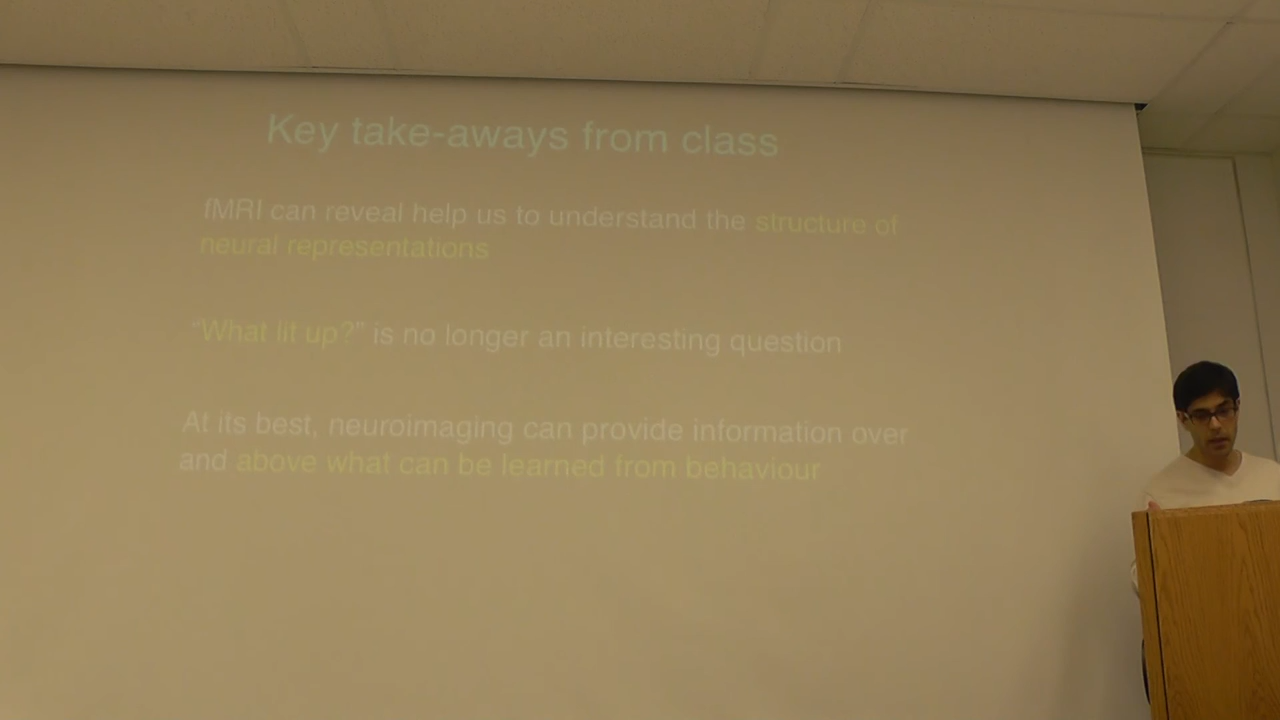 Key take-aways from class
fMRI can reveal help us to understand the structure of
neural representations
"What lit up?" is no longer an interesting question
At its best, neuroimaging can provide information over
and above what can be learned from behaviour